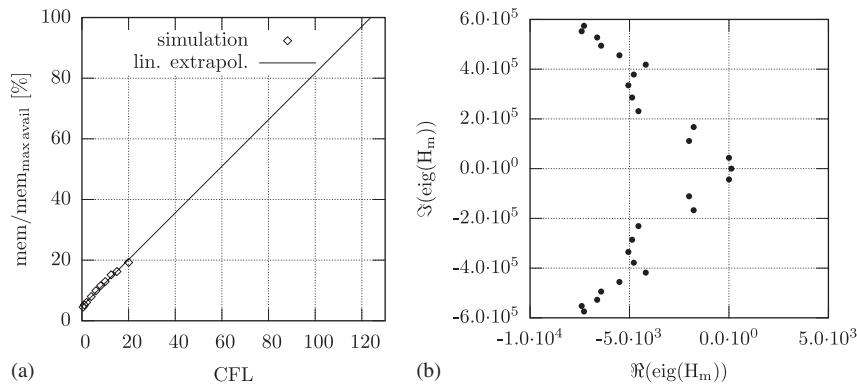 100
80
60
40
20
0
mem/mem_max avail [%]
simulation
lin. extrapol.
0 20 40 60 80 100 120
CFL
(a)
6.0·10^5
4.0·10^5
2.0·10^5
0.0·10^0
-2.0·10^5
-4.0·10^5
-6.0·10^5
ℑ(eig(H_m))
-1.0·10^4 -5.0·10^3 0.0·10^0 5.0·10^3
ℜ(eig(H_m))
(b)